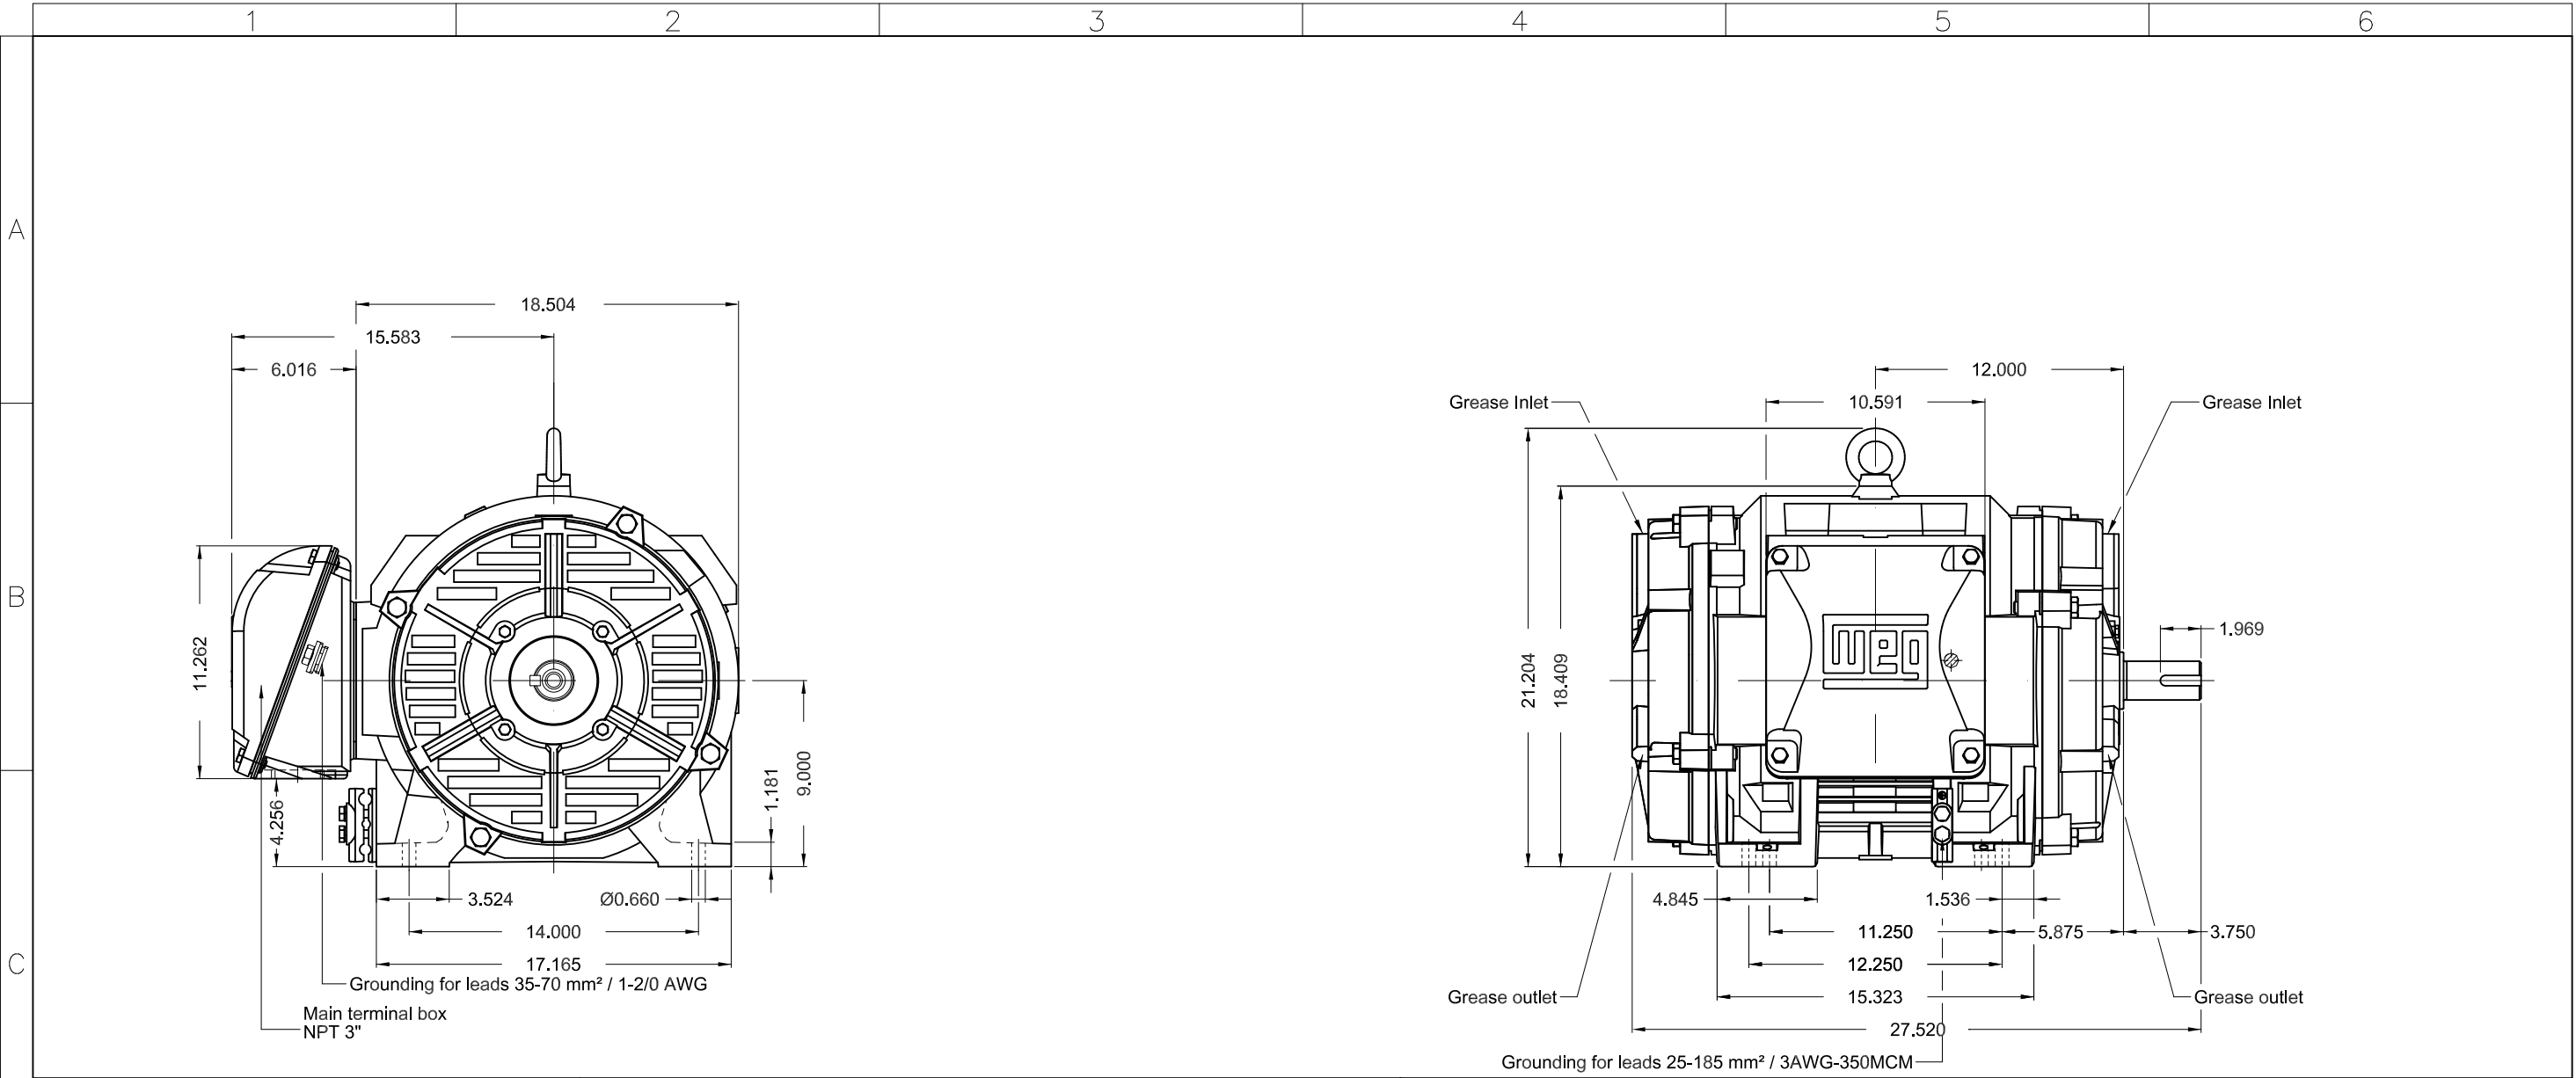 1 2 3 4 5 6
A
B
C
18.504
15.583
6.016
11.262
4.256
1.181
9.000
3.524
Ø0.660
14.000
17.165
Grounding for leads 35-70 mm² / 1-2/0 AWG
Main terminal box
NPT 3"
12.000
Grease Inlet
10.591
Grease Inlet
21.204
18.409
weg
1.969
4.845
1.536
11.250
5.875
3.750
12.250
Grease outlet
15.323
Grease outlet
27.520
Grounding for leads 25-185 mm² / 3AWG-350MCM